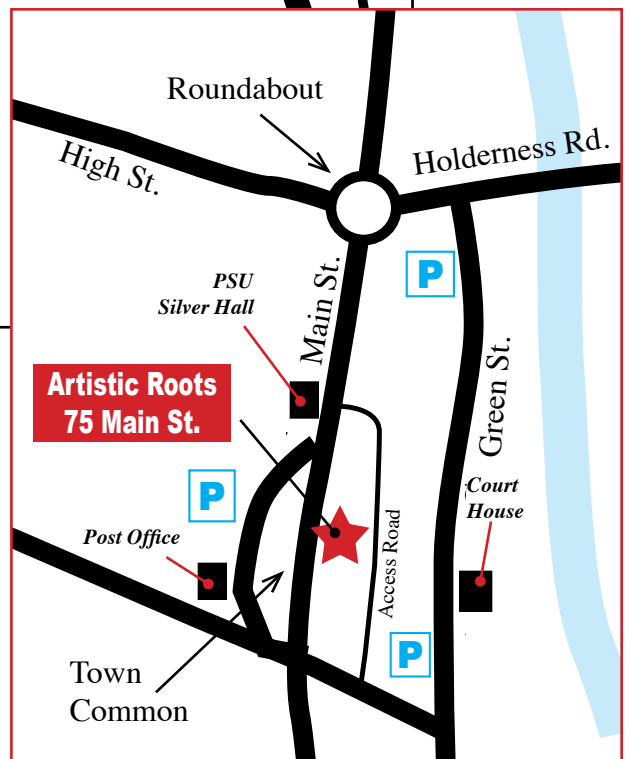 Roundabout
High St.
Holderness Rd.
P
PSU
Silver Hall
Main St.
Artistic Roots
75 Main St.
Green St.
P
Court
House
Post Office
Access Road
P
Town
Common